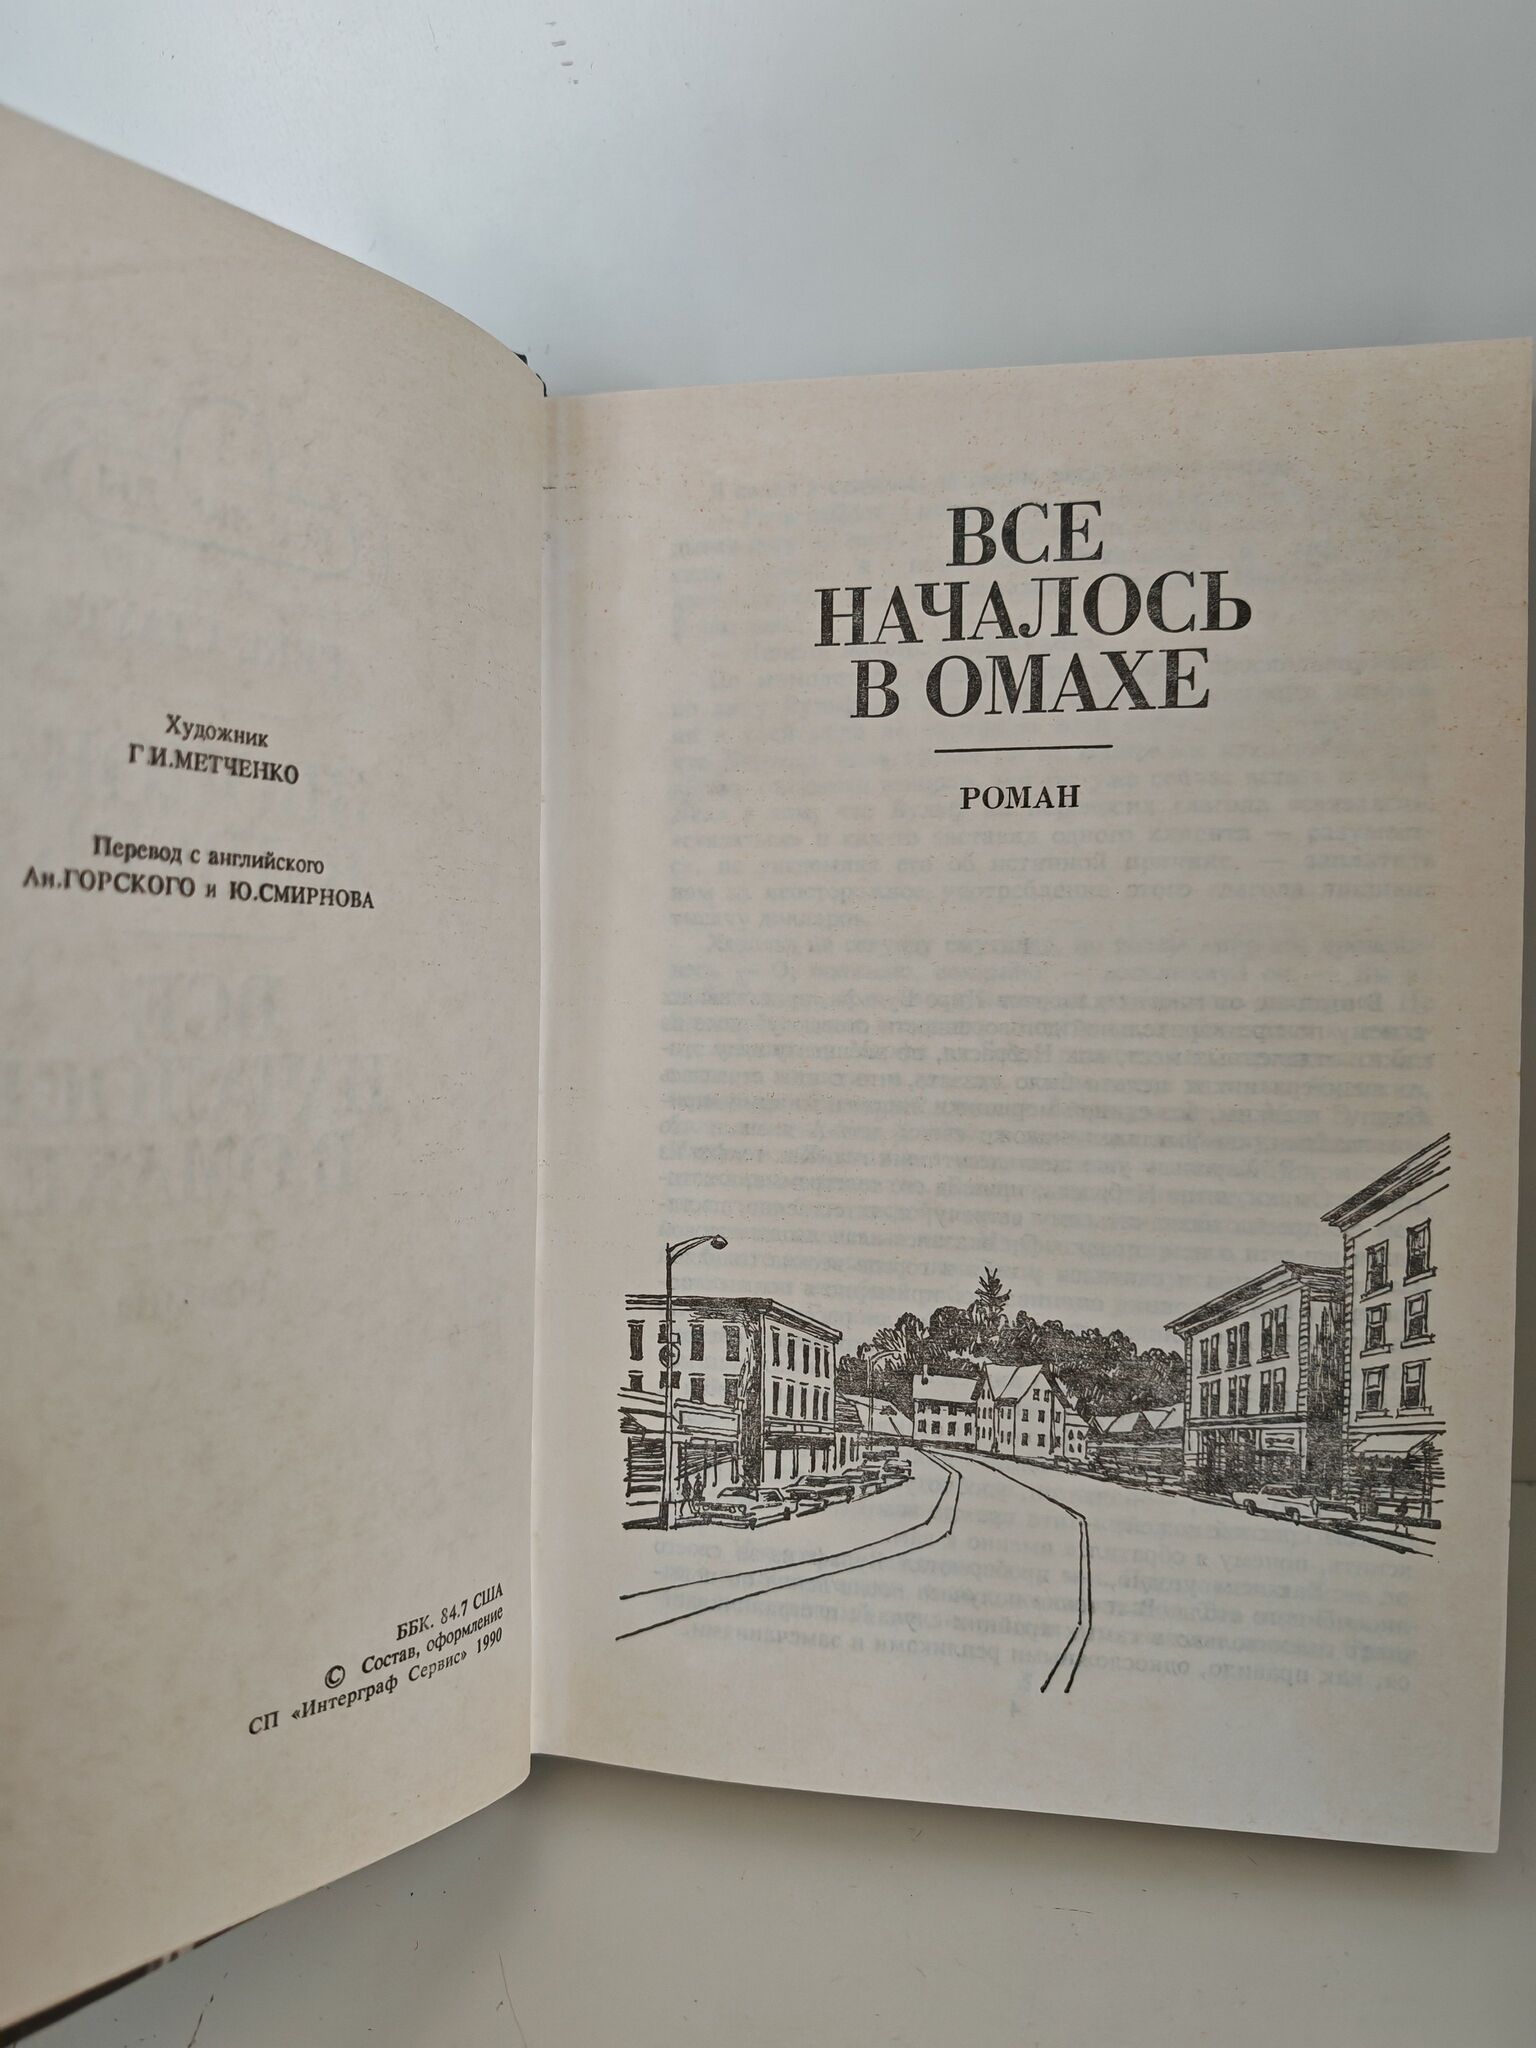 Художник
Г.И.МЕТЧЕНКО
Перевод с английского
Ан.ГОРСКОГО и Ю.СМИРНОВА
ББК. 84.7 США
© Состав, оформление
СП «Интерграф Сервис» 1990
ВСЕ
НАЧАЛОСЬ
В ОМАХЕ
РОМАН